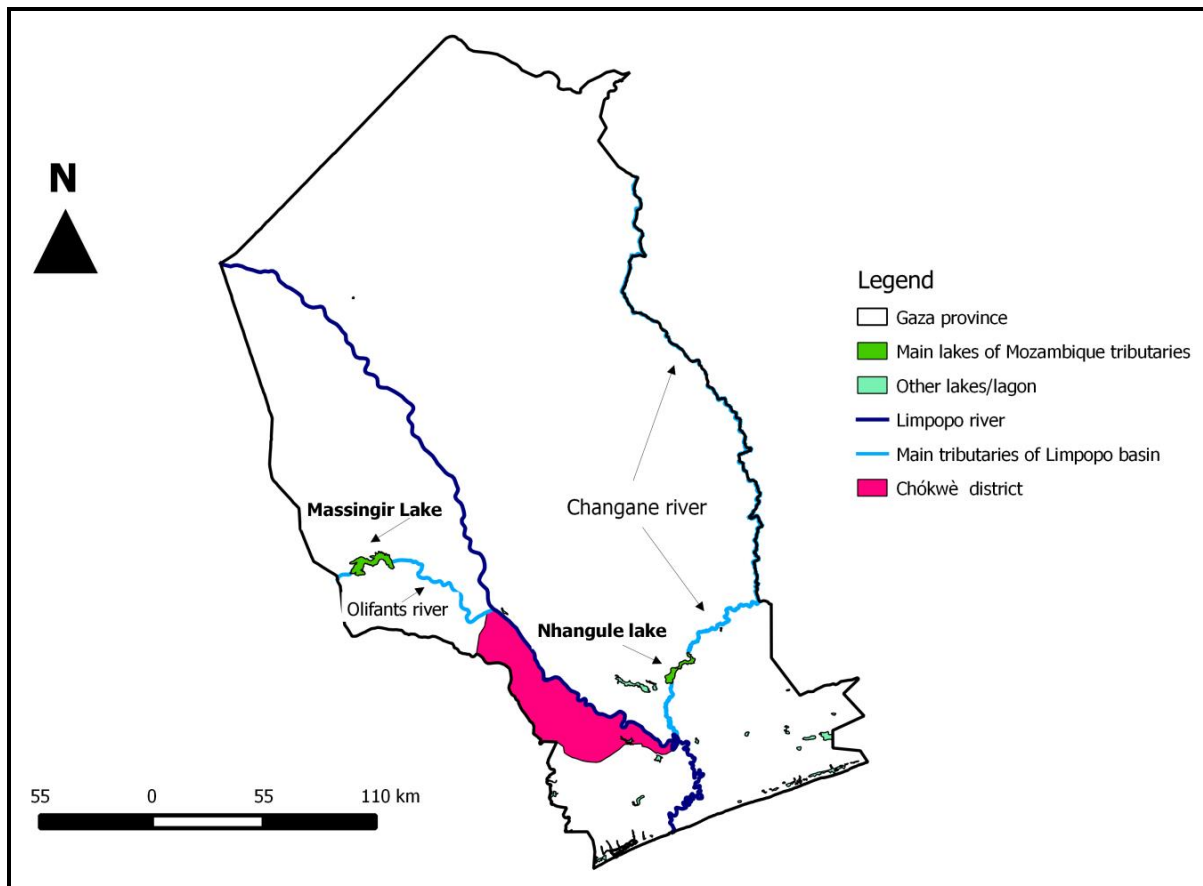 N
Legend
Gaza province
Main lakes of Mozambique tributaries
Other lakes/lagon
Limpopo river
Main tributaries of Limpopo basin
Chókwè district
Massingir Lake
Changane river
Olifants river
Nhangule lake
55 0 55 110 km